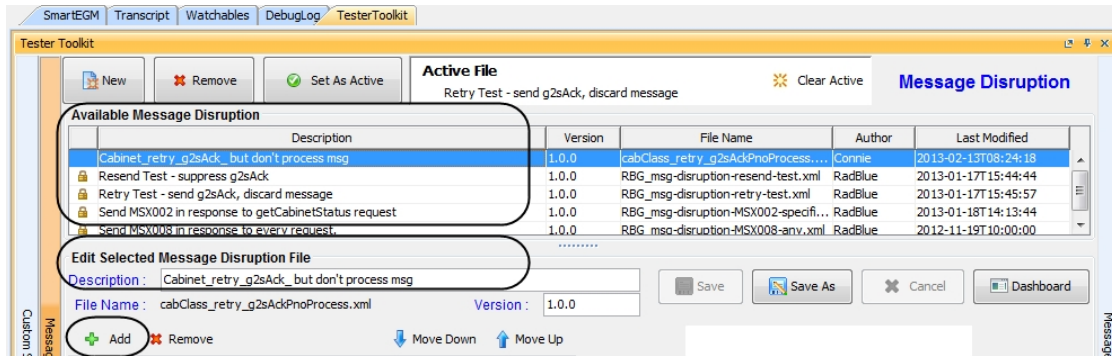 SmartEGM Transcript Watchables DebugLog TesterToolkit
Tester Toolkit
New Remove Set As Active Active File Clear Active Message Disruption
Retry Test - send g2sAck, discard message
Available Message Disruption
Description Version File Name Author Last Modified
Cabinet_retry_g2sAck_ but don't process msg 1.0.0 cabClass_retry_g2sAckPnoProcess.... Connie 2013-02-13T08:24:18
Resend Test - suppress g2sAck 1.0.0 RBG_msg-disruption-resend-test.xml RadBlue 2013-01-17T15:44:44
Retry Test - send g2sAck, discard message 1.0.0 RBG_msg-disruption-retry-test.xml RadBlue 2013-01-17T15:45:57
Send MSX002 in response to getCabinetStatus request 1.0.0 RBG_msg-disruption-MSX002-specifi... RadBlue 2013-01-18T14:13:44
Send MSX008 in response to every request. 1.0.0 RBG_msg-disruption-MSX008-any.xml RadBlue 2012-11-19T10:00:00
Edit Selected Message Disruption File
Description : Cabinet_retry_g2sAck_ but don't process msg Save Save As Cancel Dashboard
File Name : cabClass_retry_g2sAckPnoProcess.xml Version : 1.0.0
Add Remove Move Down Move Up
Custom
Message
Message